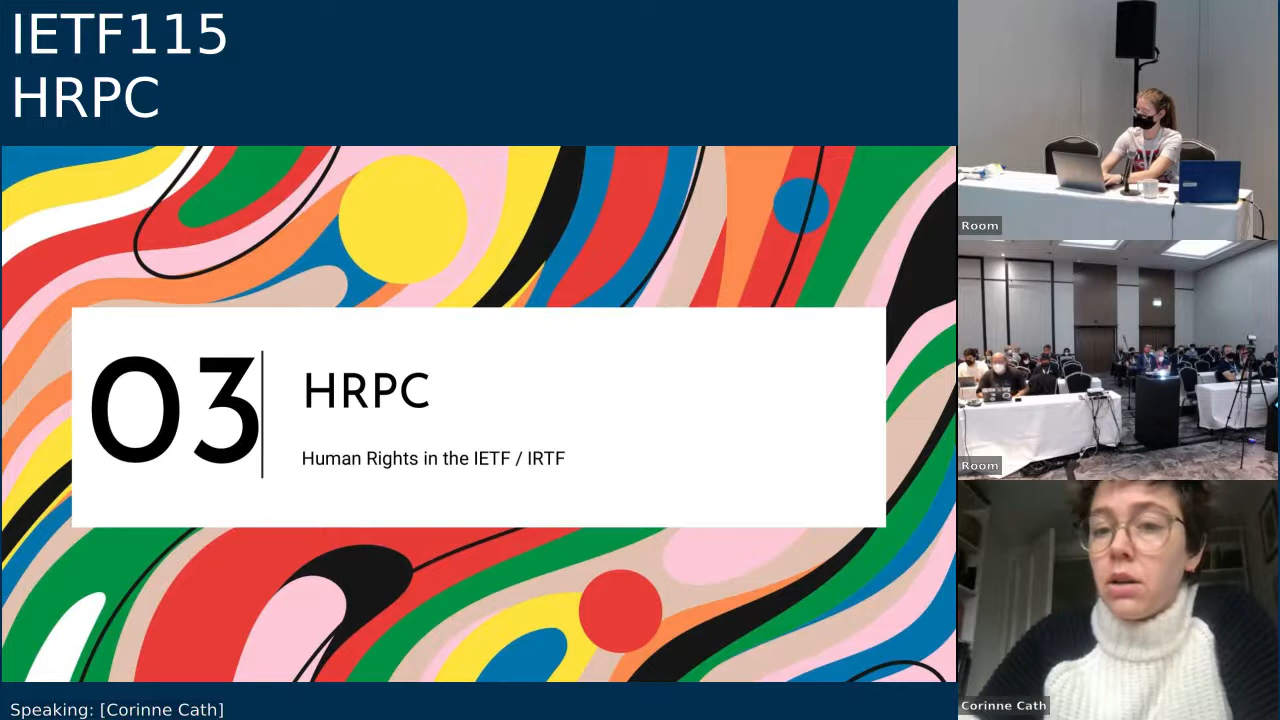 IETF115
HRPC
03
HRPC
Human Rights in the IETF / IRTF
Room
Room
Corinne Cath
Speaking: [Corinne Cath]